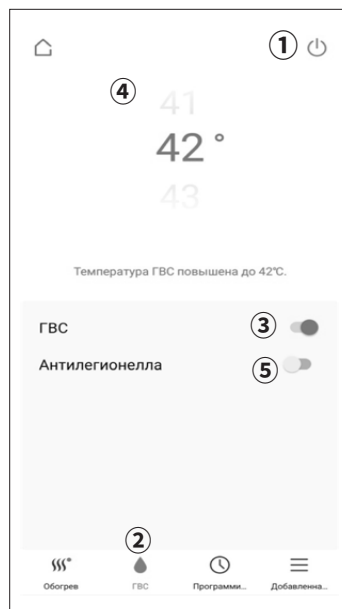 ①
④
41
42 °
43
Температура ГВС повышена до 42°C.
ГВС ③
Антилегионелла ⑤
②
Обогрев ГВС Программи... Добавленна...